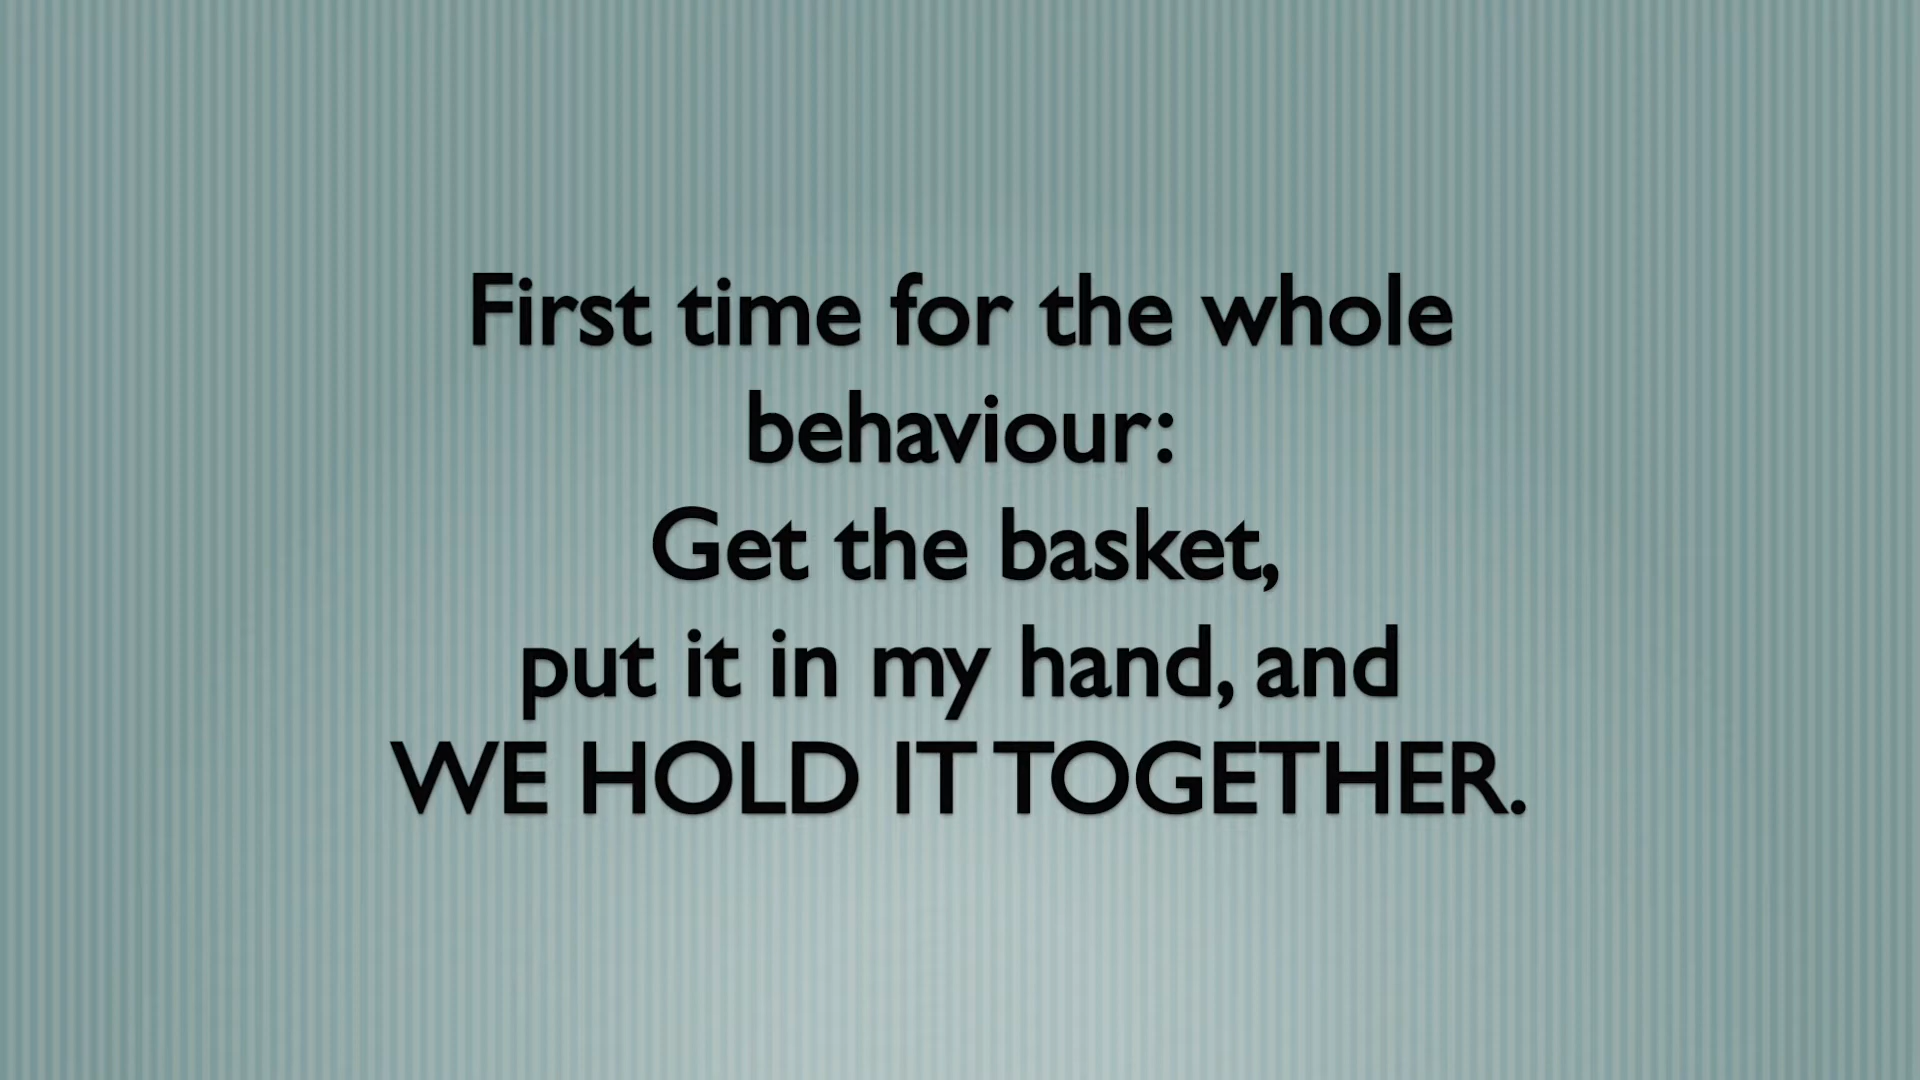 First time for the whole
behaviour:
Get the basket,
put it in my hand, and
WE HOLD IT TOGETHER.